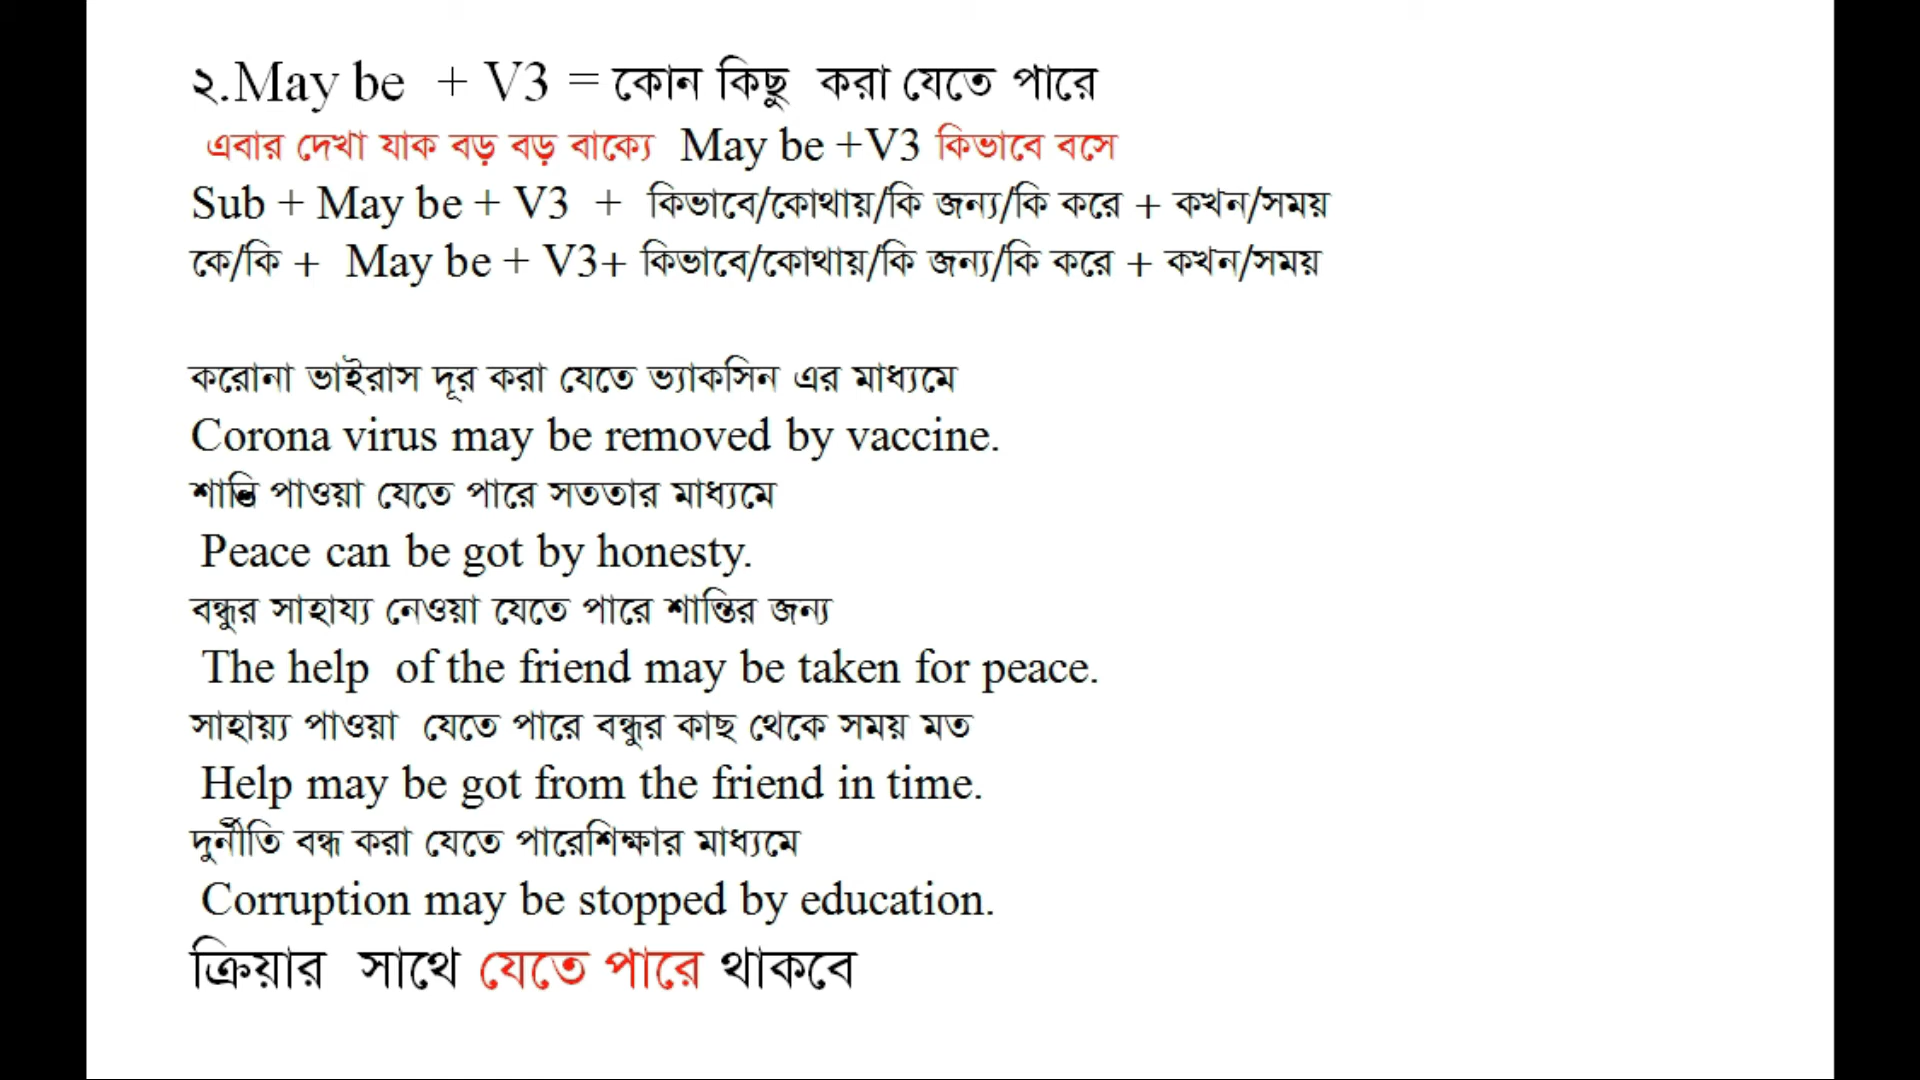 ২.May be + V3 = কোন কিছু করা যেতে পারে
এবার দেখা যাক বড় বড় বাক্যে May be +V3 কিভাবে বসে
Sub + May be + V3 + কিভাবে/কোথায়/কি জন্য/কি করে + কখন/সময়
কে/কি + May be + V3+ কিভাবে/কোথায়/কি জন্য/কি করে + কখন/সময়
করোনা ভাইরাস দূর করা যেতে ভ্যাকসিন এর মাধ্যমে
Corona virus may be removed by vaccine.
শান্তি পাওয়া যেতে পারে সততার মাধ্যমে
Peace can be got by honesty.
বন্ধুর সাহায্য নেওয়া যেতে পারে শান্তির জন্য
The help of the friend may be taken for peace.
সাহায়্য পাওয়া যেতে পারে বন্ধুর কাছ থেকে সময় মত
Help may be got from the friend in time.
দুর্নীতি বন্ধ করা যেতে পারেশিক্ষার মাধ্যমে
Corruption may be stopped by education.
ক্রিয়ার সাথে যেতে পারে থাকবে